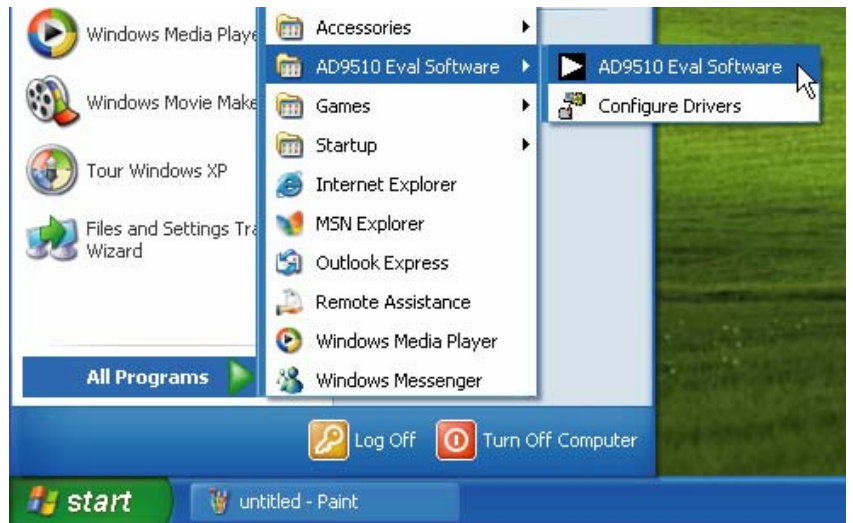 Windows Media Playe
Windows Movie Make
Tour Windows XP
Files and Settings Tra
Wizard
All Programs
Accessories
AD9510 Eval Software
Games
Startup
Internet Explorer
MSN Explorer
Outlook Express
Remote Assistance
Windows Media Player
Windows Messenger
AD9510 Eval Software
Configure Drivers
Log Off
Turn Off Computer
start
untitled - Paint